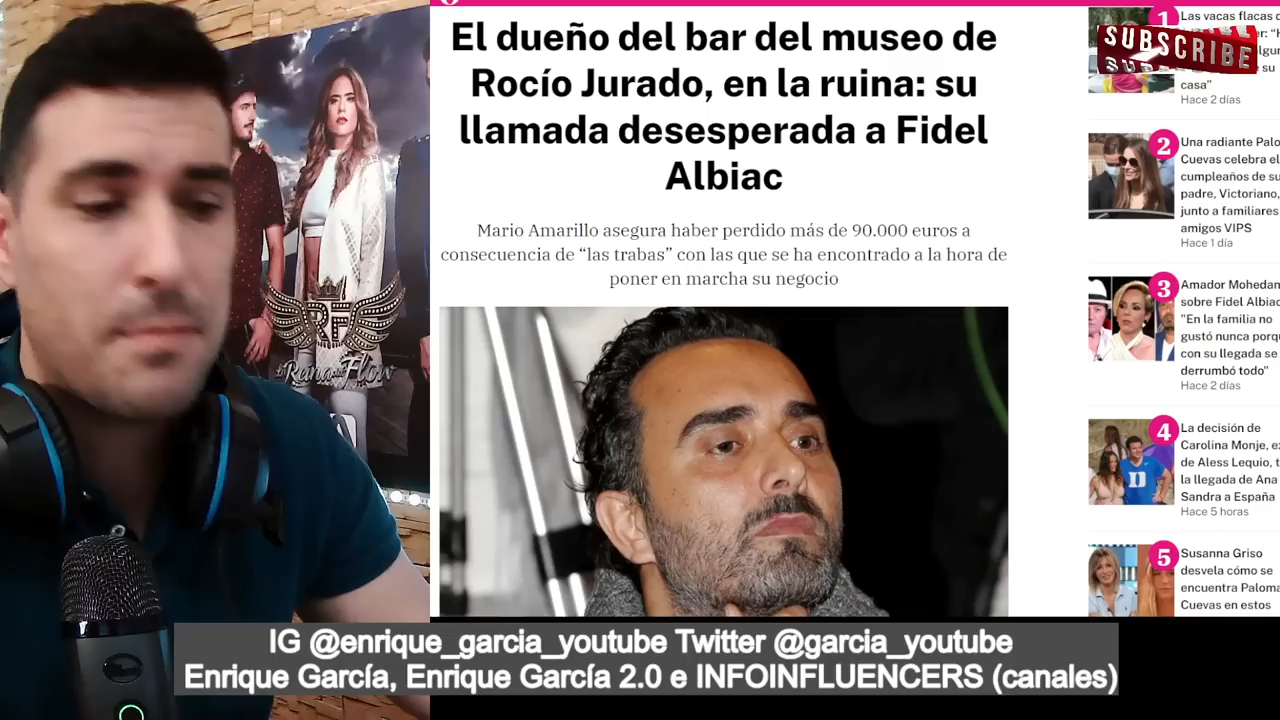 El dueño del bar del museo de
Rocío Jurado, en la ruina: su
llamada desesperada a Fidel
Albiac
Mario Amarillo asegura haber perdido más de 90.000 euros a
consecuencia de “las trabas” con las que se ha encontrado a la hora de
poner en marcha su negocio
1
Las vacas flacas
SUBSCRIBE
casa”
Hace 2 días
2
Una radiante
Cuevas celebra el
cumpleaños de su
padre, Victoriano,
junto a familiares
amigos VIPS
Hace 1 día
3
Amador
sobre Fidel
"En la familia no
gustó nunca
con su llegada se
derrumbó todo”
Hace 2 días
4
La decisión de
Carolina Monje,
de Aless Lequio,
la llegada de Ana
Sandra a España
Hace 5 horas
5
Susanna Griso
desvela cómo se
encuentra
Cuevas en estos
RF
Flow
IG @enrique_garcia_youtube Twitter @garcia_youtube
Enrique García, Enrique García 2.0 e INFOINFLUENCERS (canales)